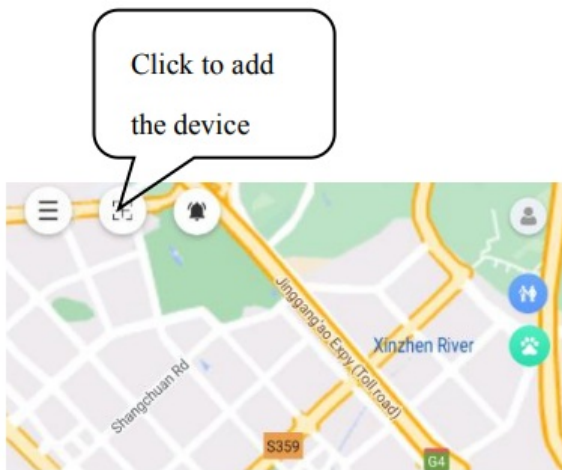 Click to add
the device
Jinggang'ao Expy (Toll road)
Xinzhen River
Shangchuan Rd
S359
G4